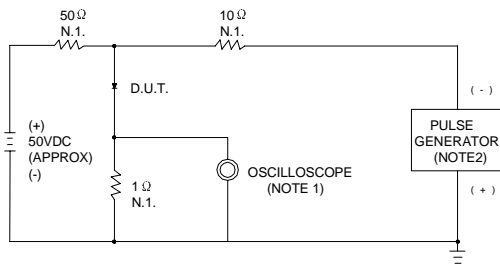 50Ω
N.1.
10Ω
N.1.
D.U.T.
(+)
50VDC
(APPROX)
(-)
1Ω
N.1.
OSCILLOSCOPE
(NOTE 1)
( - )
PULSE
GENERATOR
(NOTE2)
( + )